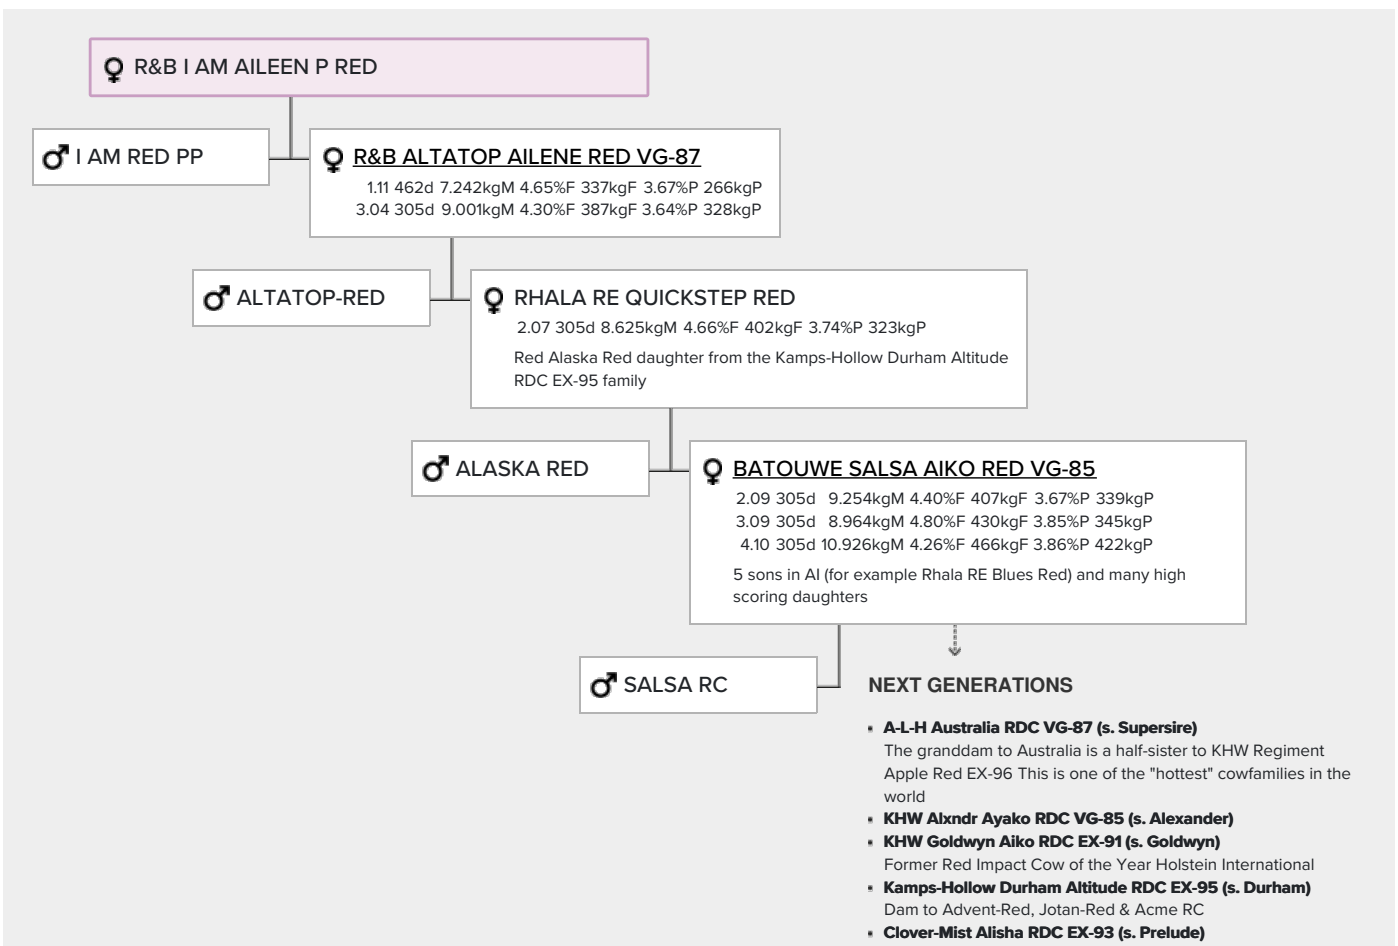 R&B I AM AILEEN P RED
I AM RED PP
R&B ALTATOP AILENE RED VG-87
1.11 462d 7.242kgM 4.65%F 337kgF 3.67%P 266kgP
3.04 305d 9.001kgM 4.30%F 387kgF 3.64%P 328kgP
ALTATOP-RED
RHALA RE QUICKSTEP RED
2.07 305d 8.625kgM 4.66%F 402kgF 3.74%P 323kgP
Red Alaska Red daughter from the Kamps-Hollow Durham Altitude
RDC EX-95 family
ALASKA RED
BATOUWE SALSA AIKO RED VG-85
2.09 305d 9.254kgM 4.40%F 407kgF 3.67%P 339kgP
3.09 305d 8.964kgM 4.80%F 430kgF 3.85%P 345kgP
4.10 305d 10.926kgM 4.26%F 466kgF 3.86%P 422kgP
5 sons in AI (for example Rhala RE Blues Red) and many high
scoring daughters
SALSA RC
NEXT GENERATIONS
A-L-H Australia RDC VG-87 (s. Supersire)
The granddam to Australia is a half-sister to KHW Regiment
Apple Red EX-96 This is one of the "hottest" cowfamilies in the
world
KHW Alxndr Ayako RDC VG-85 (s. Alexander)
KHW Goldwyn Aiko RDC EX-91 (s. Goldwyn)
Former Red Impact Cow of the Year Holstein International
Kamps-Hollow Durham Altitude RDC EX-95 (s. Durham)
Dam to Advent-Red, Jotan-Red & Acme RC
Clover-Mist Alisha RDC EX-93 (s. Prelude)